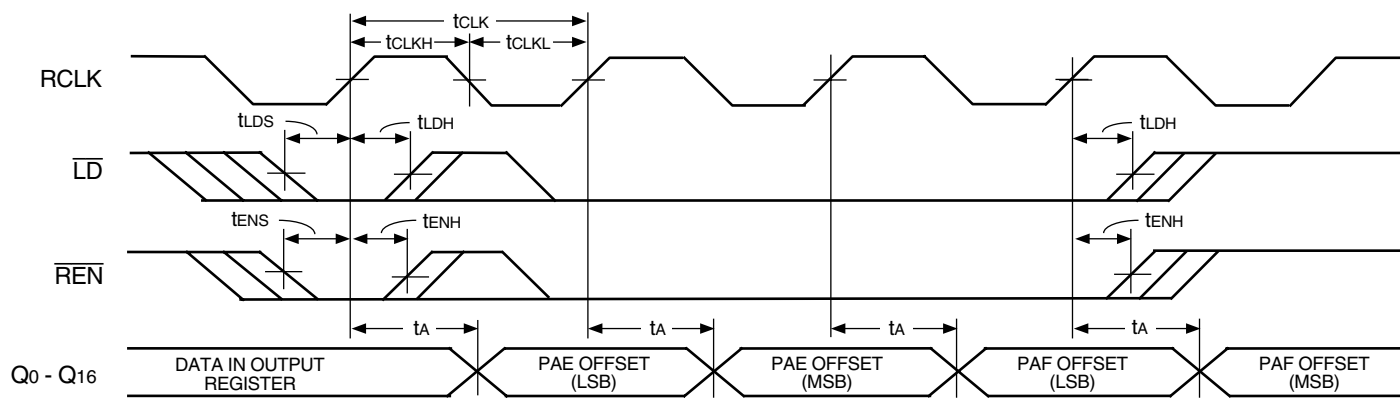 tCLK
tCLKH tCLKL
RCLK
tLDS tLDH tLDH
LD
tENS tENH tENH
REN
tA tA tA tA
Q0 - Q16
DATA IN OUTPUT
REGISTER
PAE OFFSET
(LSB)
PAE OFFSET
(MSB)
PAF OFFSET
(LSB)
PAF OFFSET
(MSB)